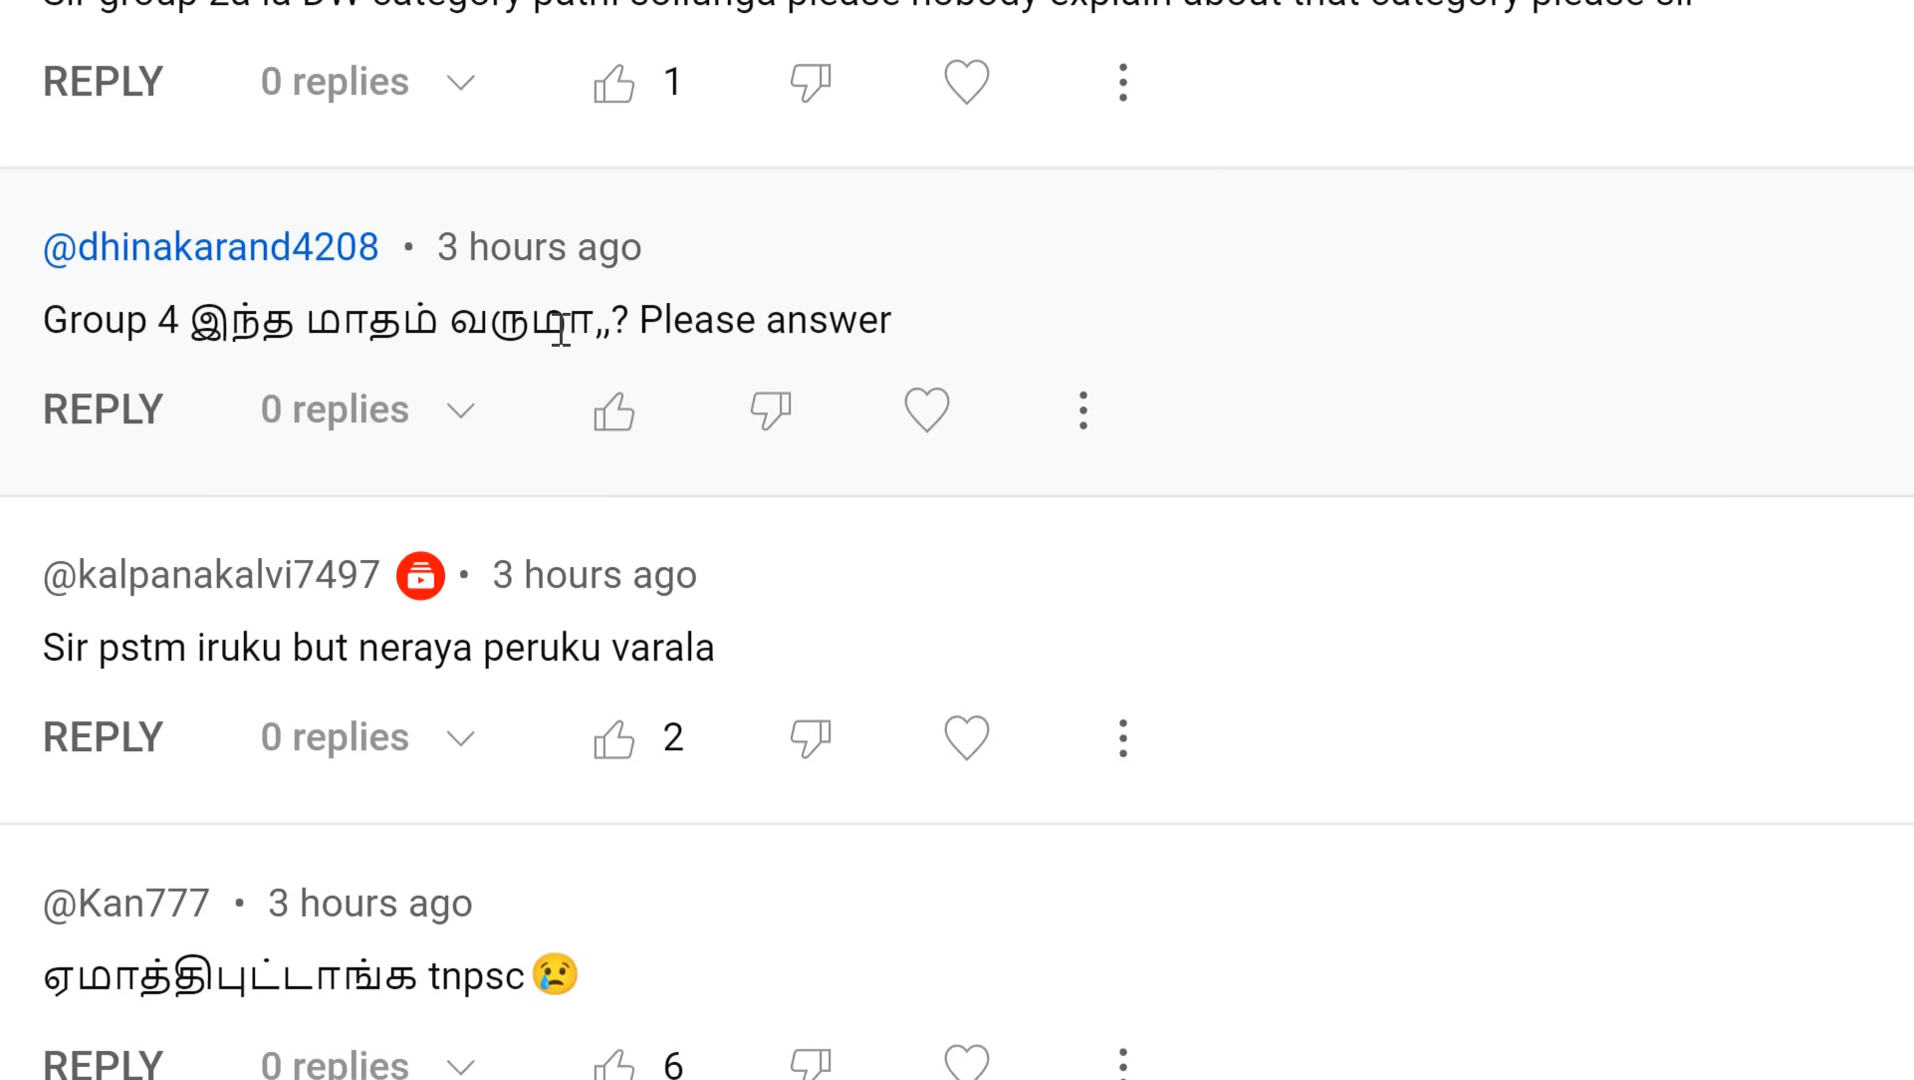 Sir group 2a la DW category pathi sollunga please nobody explain about that category please sir
REPLY 0 replies 1
@dhinakarand4208 • 3 hours ago
Group 4 இந்த மாதம் வருமா,,? Please answer
REPLY 0 replies
@kalpanakalvi7497 • 3 hours ago
Sir pstm iruku but neraya peruku varala
REPLY 0 replies 2
@Kan777 • 3 hours ago
ஏமாத்திபுட்டாங்க tnpsc😢
REPLY 0 replies 6